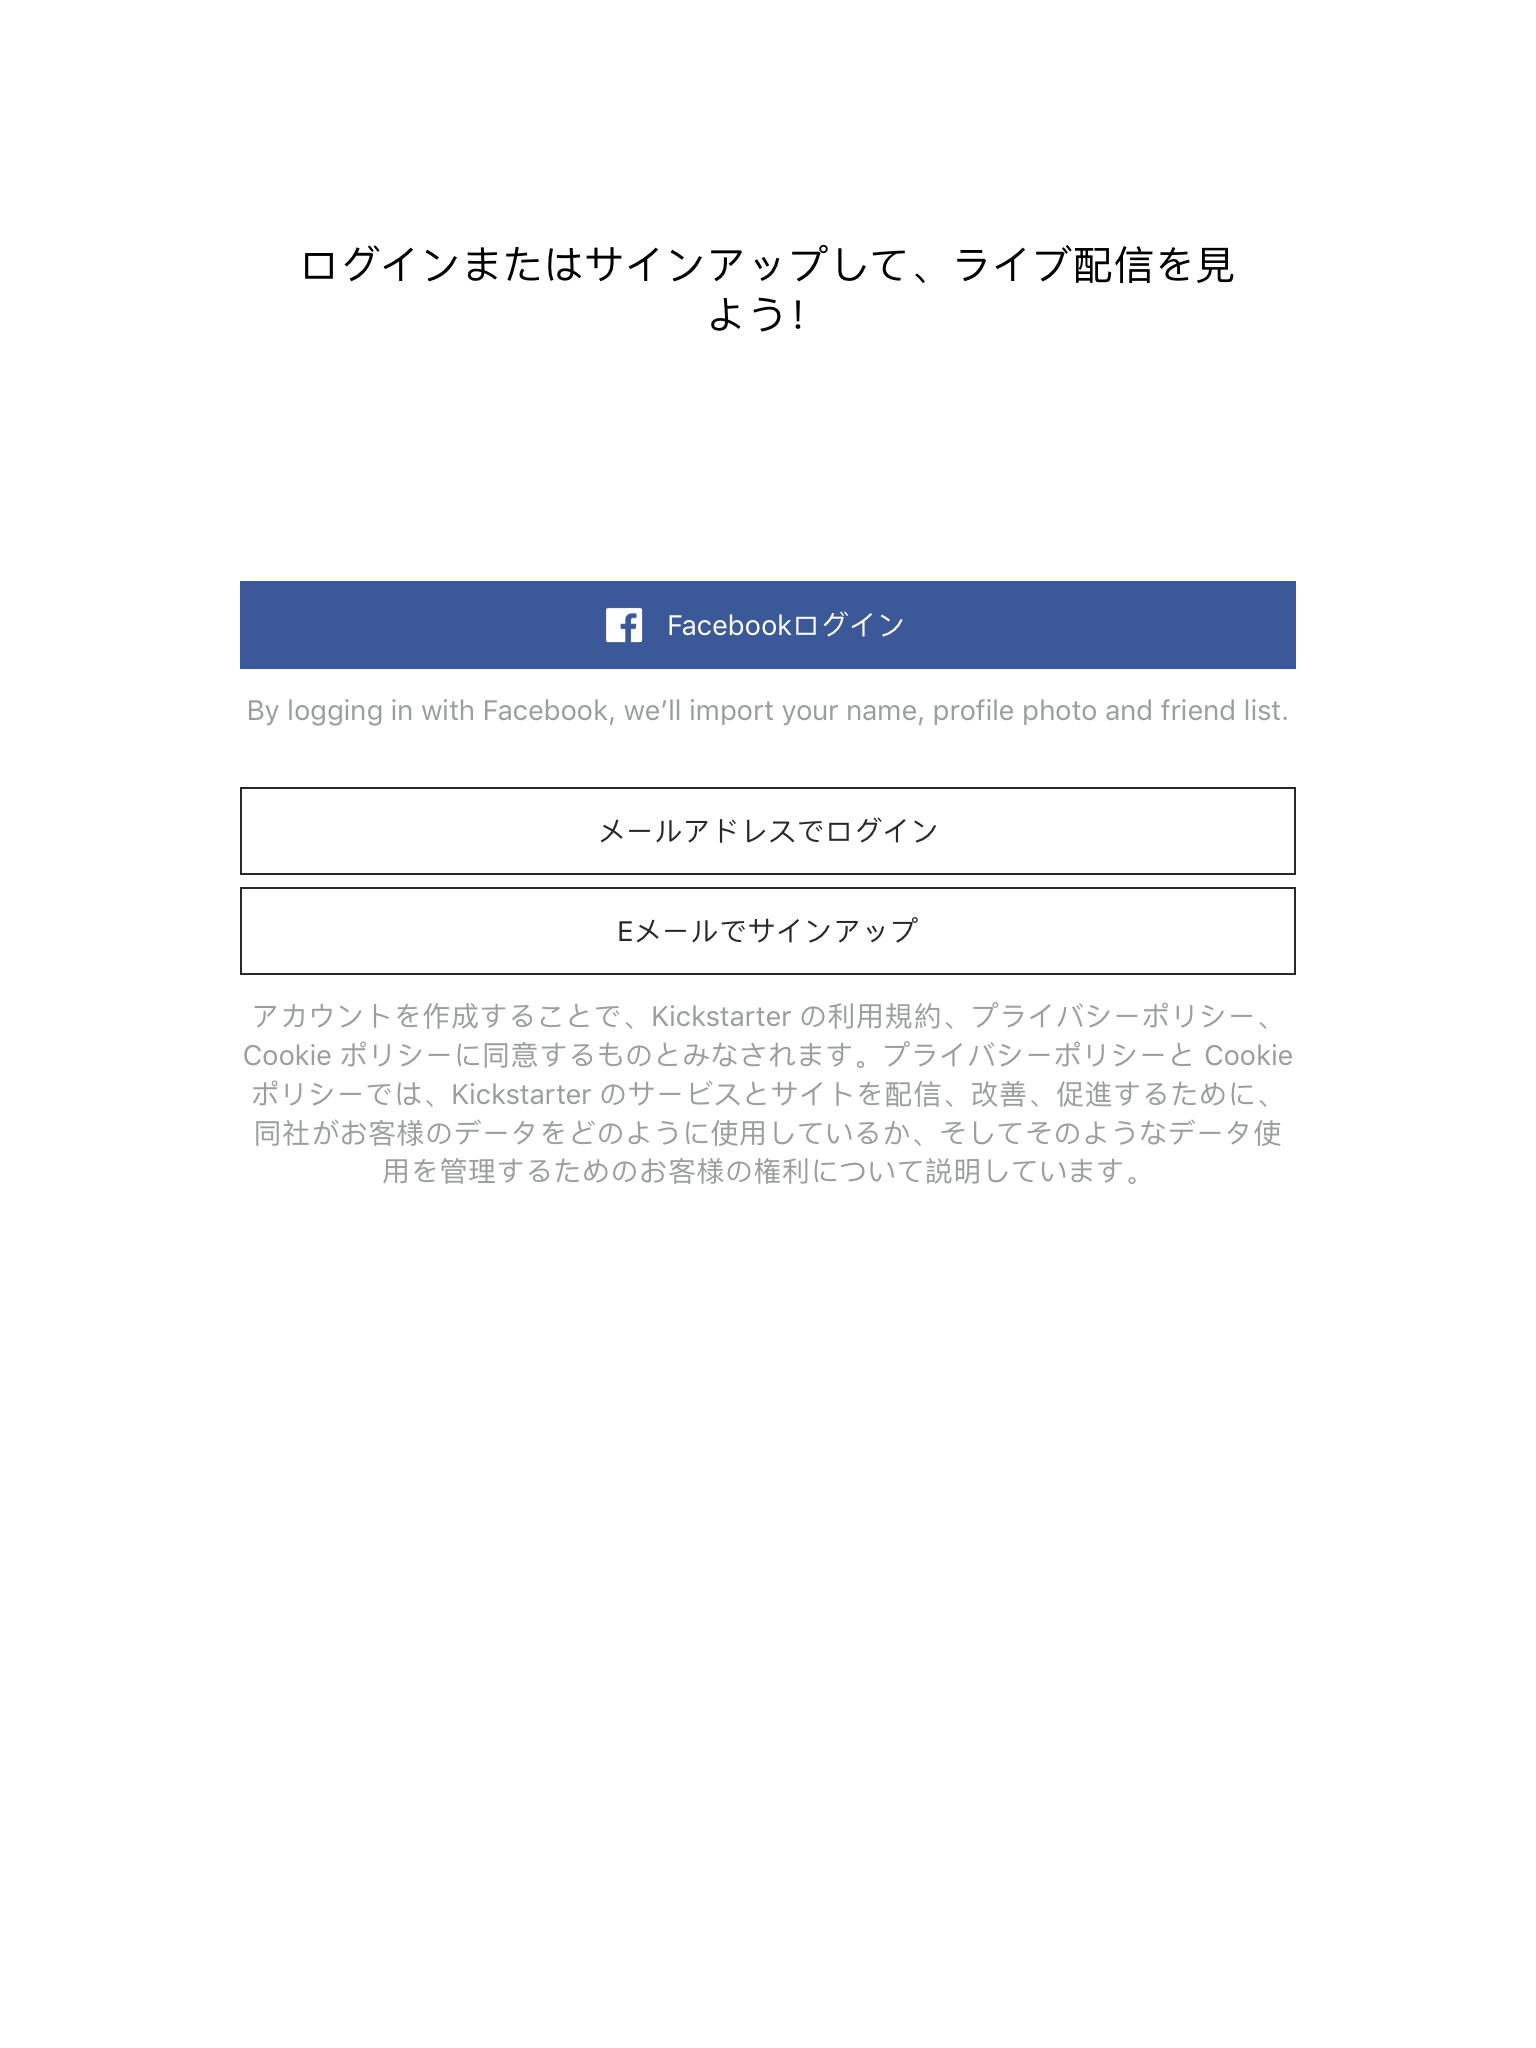 ログインまたはサインアップして、ライブ配信を見
よう!
Facebookログイン
By logging in with Facebook, we’ll import your name, profile photo and friend list.
メールアドレスでログイン
Eメールでサインアップ
アカウントを作成することで、Kickstarter の利用規約、プライバシーポリシー、
Cookie ポリシーに同意するものとみなされます。プライバシーポリシーと Cookie
ポリシーでは、Kickstarter のサービスとサイトを配信、改善、促進するために、
同社がお客様のデータをどのように使用しているか、そしてそのようなデータ使
用を管理するためのお客様の権利について説明しています。